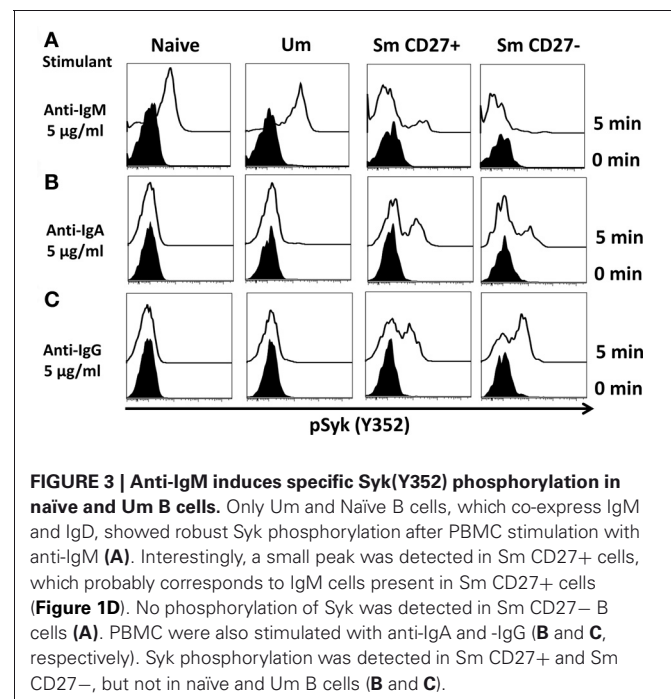 A
Stimulant
Naive Um Sm CD27+ Sm CD27-
Anti-IgM
5 µg/ml
5 min
0 min
B
Anti-IgA
5 µg/ml
5 min
0 min
C
Anti-IgG
5 µg/ml
5 min
0 min
pSyk (Y352)
FIGURE 3 | Anti-IgM induces specific Syk(Y352) phosphorylation in
naïve and Um B cells. Only Um and Naïve B cells, which co-express IgM
and IgD, showed robust Syk phosphorylation after PBMC stimulation with
anti-IgM (A). Interestingly, a small peak was detected in Sm CD27+ cells,
which probably corresponds to IgM cells present in Sm CD27+ cells
(Figure 1D). No phosphorylation of Syk was detected in Sm CD27− B
cells (A). PBMC were also stimulated with anti-IgA and -IgG (B and C,
respectively). Syk phosphorylation was detected in Sm CD27+ and Sm
CD27−, but not in naïve and Um B cells (B and C).